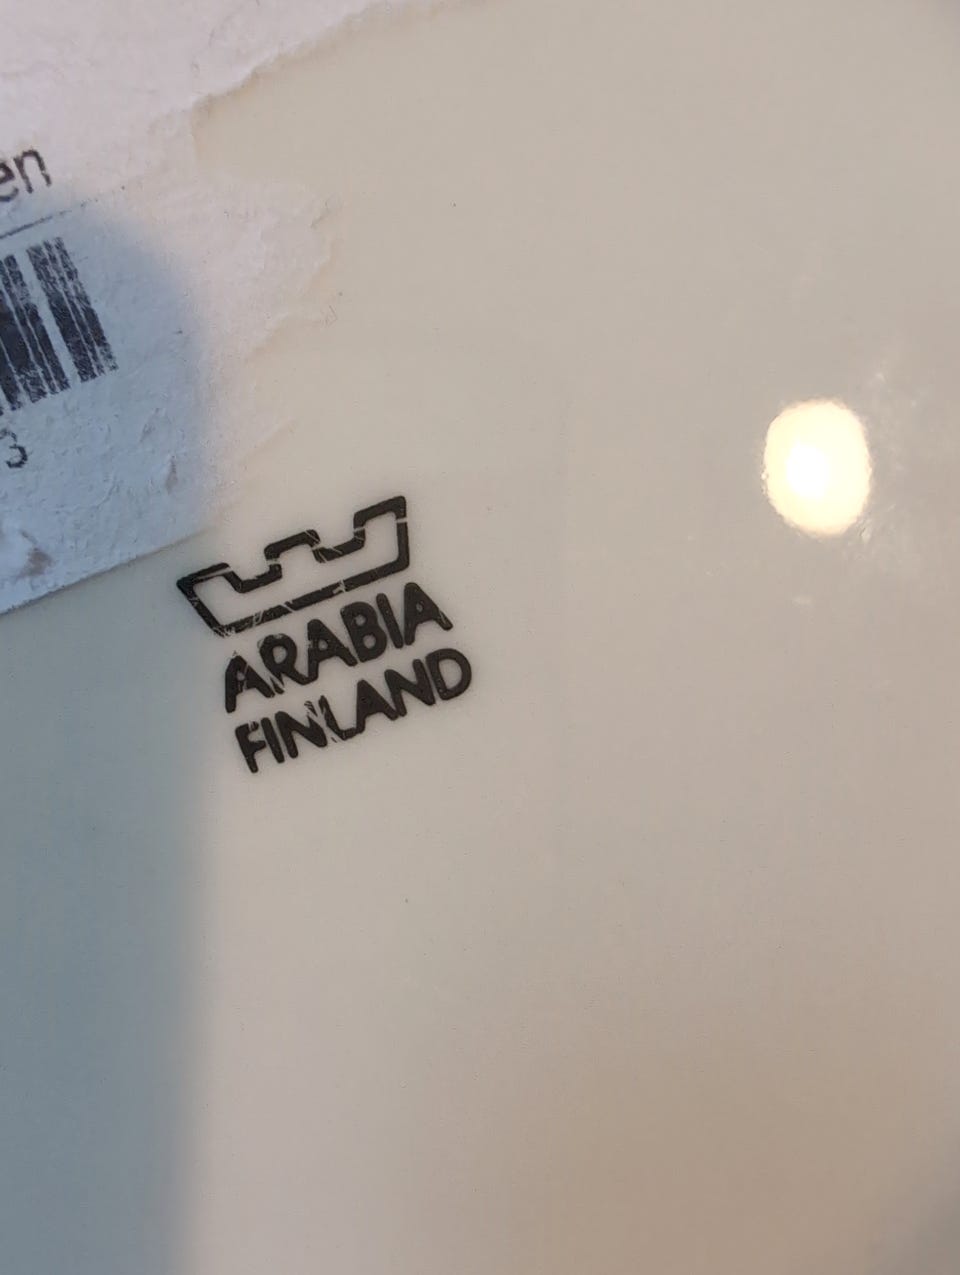 en
3
ARABIA
FINLAND